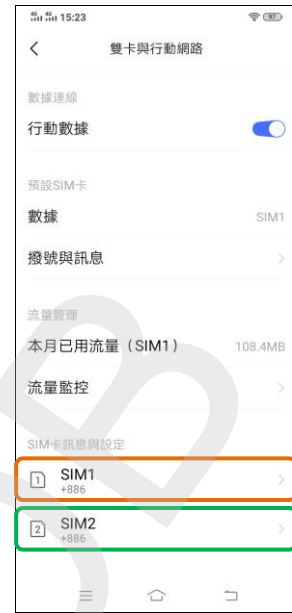 15:23
97
雙卡與行動網路
數據連線
行動數據
預設SIM卡
數據 SIM1
撥號與訊息
流量管理
本月已用流量（SIM1） 108.4MB
流量監控
SIM卡訊息與設定
1 SIM1
+886
2 SIM2
+886